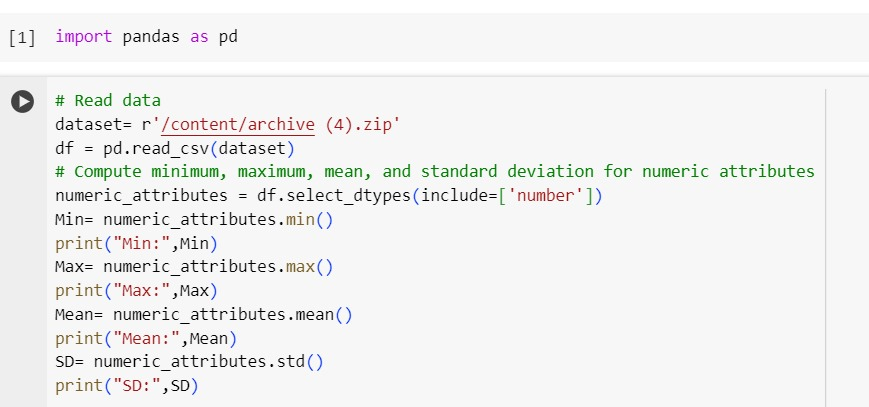 [1] import pandas as pd
# Read data
dataset= r'/content/archive (4).zip'
df = pd.read_csv(dataset)
# Compute minimum, maximum, mean, and standard deviation for numeric attributes
numeric_attributes = df.select_dtypes(include=['number'])
Min= numeric_attributes.min()
print("Min:",Min)
Max= numeric_attributes.max()
print("Max:",Max)
Mean= numeric_attributes.mean()
print("Mean:",Mean)
SD= numeric_attributes.std()
print("SD:",SD)